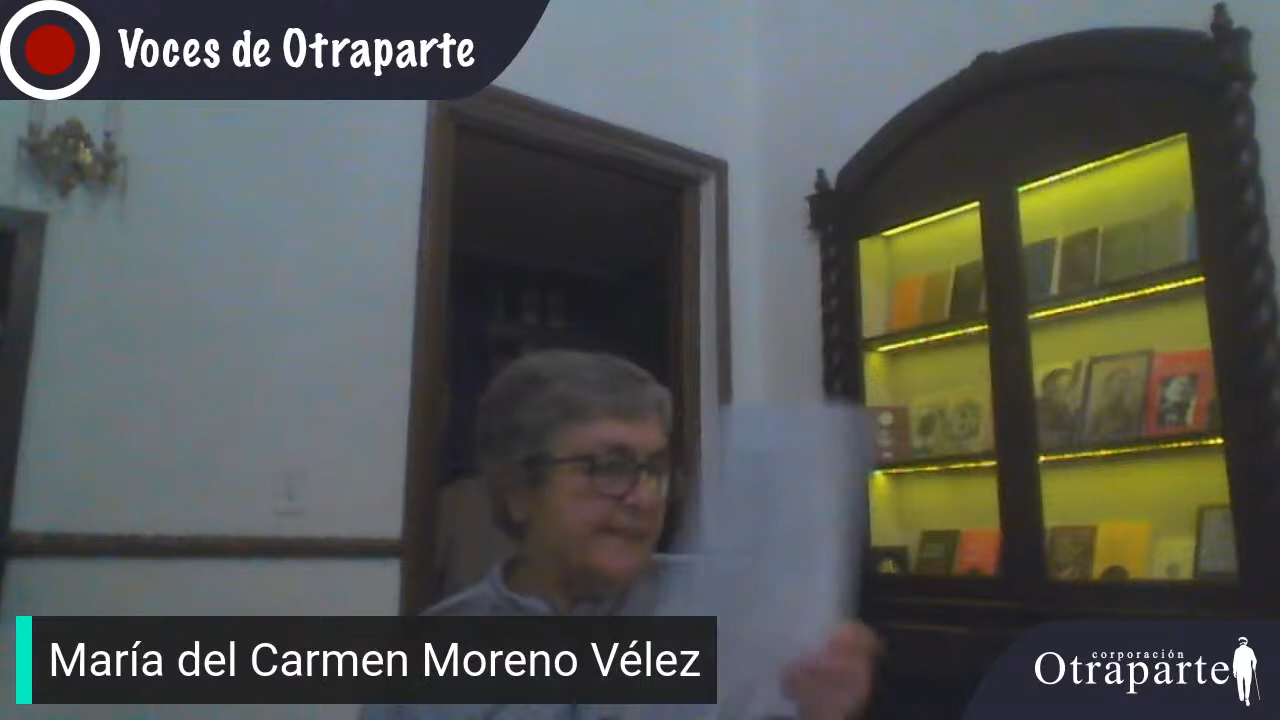 Voces de Otraparte
María del Carmen Moreno Vélez
corporación
Otraparte